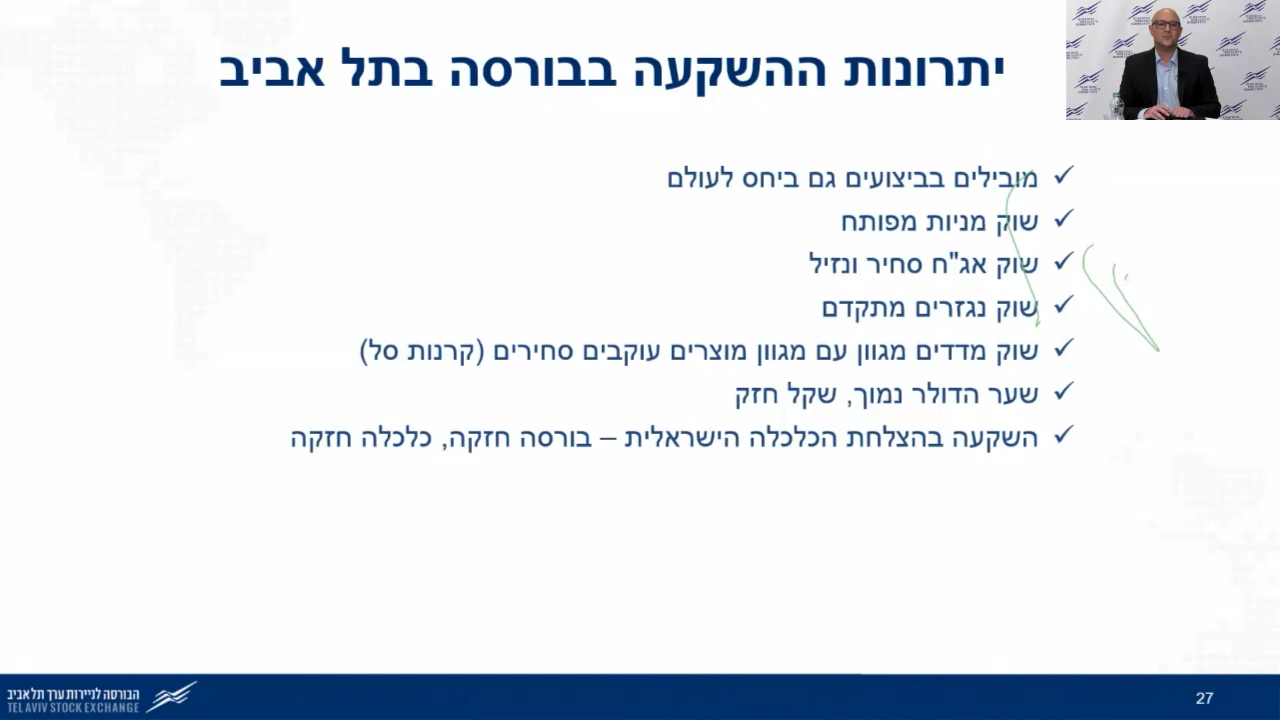 יתרונות ההשקעה בבורסה בתל אביב
מובילים בביצועים גם ביחס לעולם
שוק מניות מפותח
שוק אג"ח סחיר ונזיל
שוק נגזרים מתקדם
שוק מדדים מגוון עם מגוון מוצרים עוקבים סחירים (קרנות סל)
שער הדולר נמוך, שקל חזק
השקעה בהצלחת הכלכלה הישראלית – בורסה חזקה, כלכלה חזקה
הבורסה לניירות ערך תל אביב
TEL AVIV STOCK EXCHANGE
27